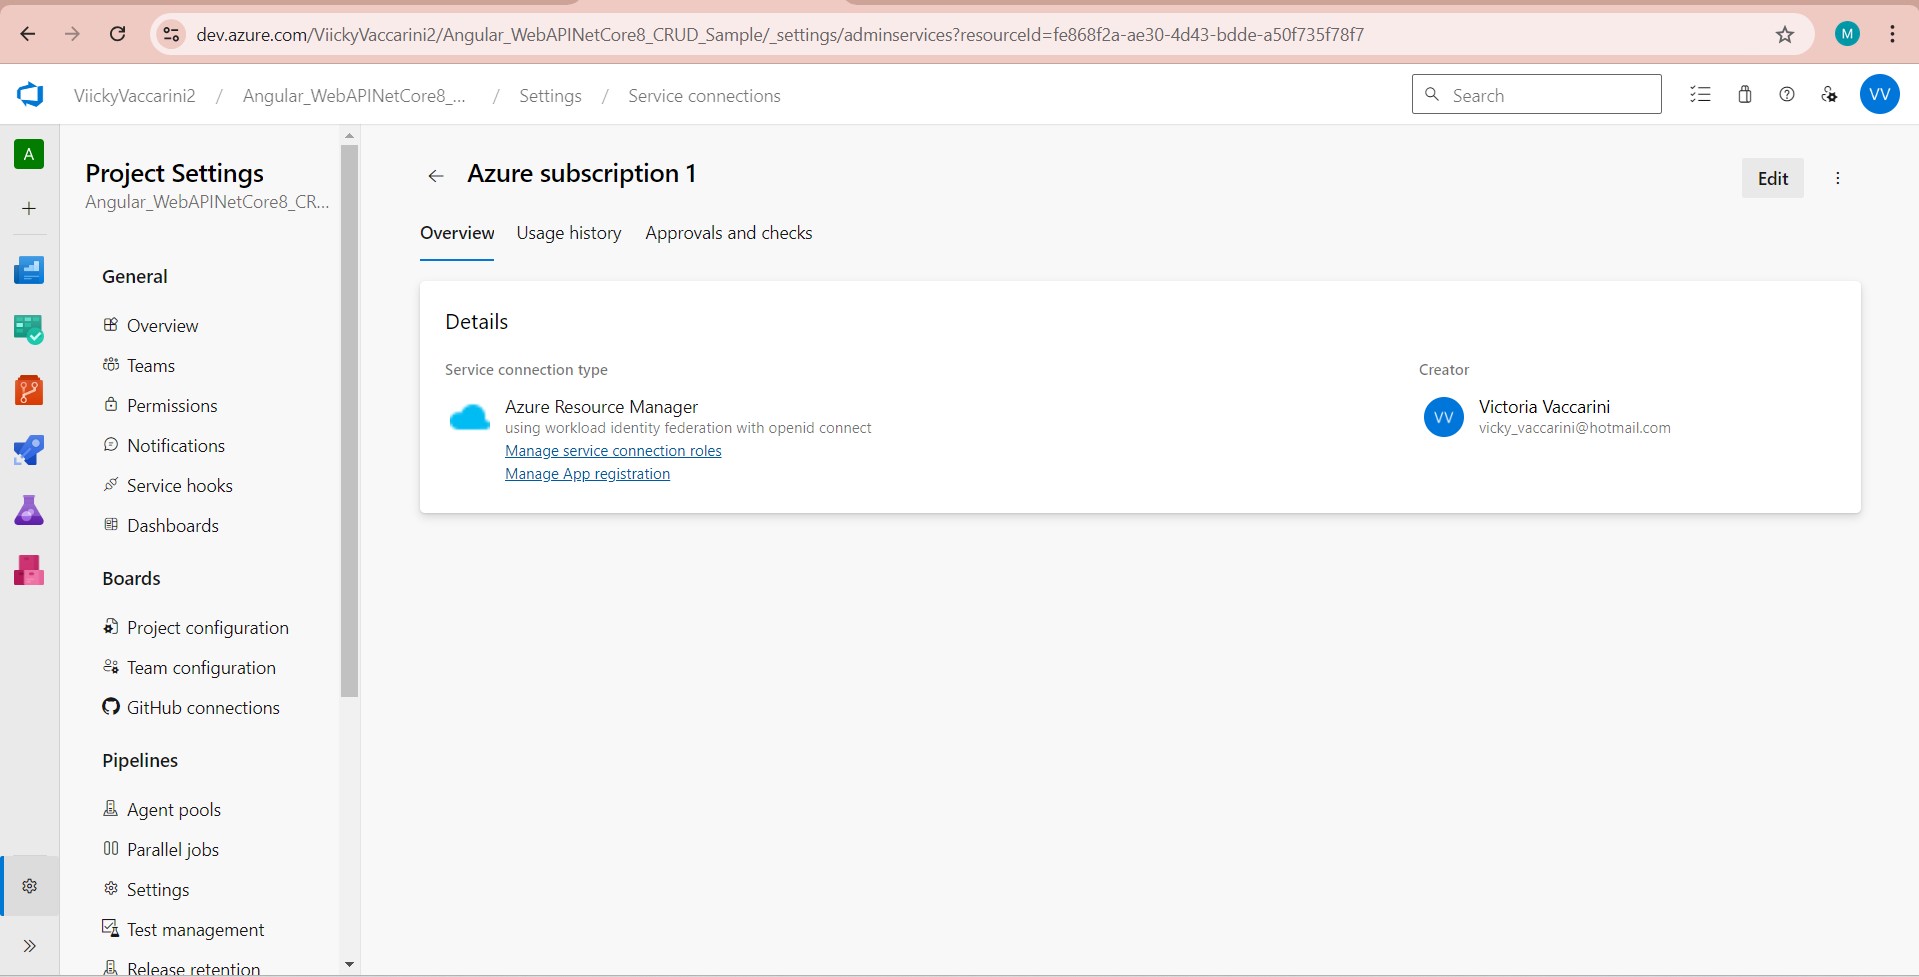 dev.azure.com/ViickyVaccarini2/Angular_WebAPINetCore8_CRUD_Sample/_settings/adminservices?resourceId=fe868f2a-ae30-4d43-bdde-a50f735f78f7
M
ViickyVaccarini2 / Angular_WebAPINetCore8_... / Settings / Service connections
Search
VV
A
Project Settings
Angular_WebAPINetCore8_CR...
General
Overview
Teams
Permissions
Notifications
Service hooks
Dashboards
Boards
Project configuration
Team configuration
GitHub connections
Pipelines
Agent pools
Parallel jobs
Settings
Test management
Release retention
Azure subscription 1
Edit
Overview Usage history Approvals and checks
Details
Service connection type
Azure Resource Manager
using workload identity federation with openid connect
Manage service connection roles
Manage App registration
Creator
VV
Victoria Vaccarini
vicky_vaccarini@hotmail.com